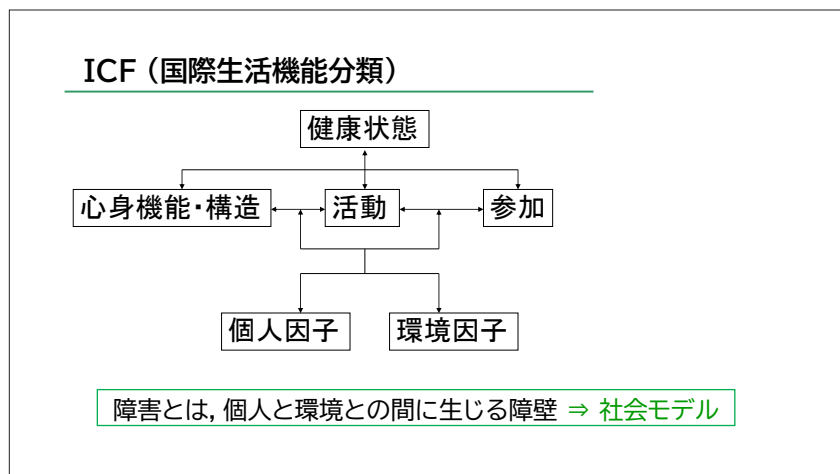 ICF（国際生活機能分類）
健康状態
心身機能・構造
活動
参加
個人因子
環境因子
障害とは, 個人と環境との間に生じる障壁 ⇒ 社会モデル